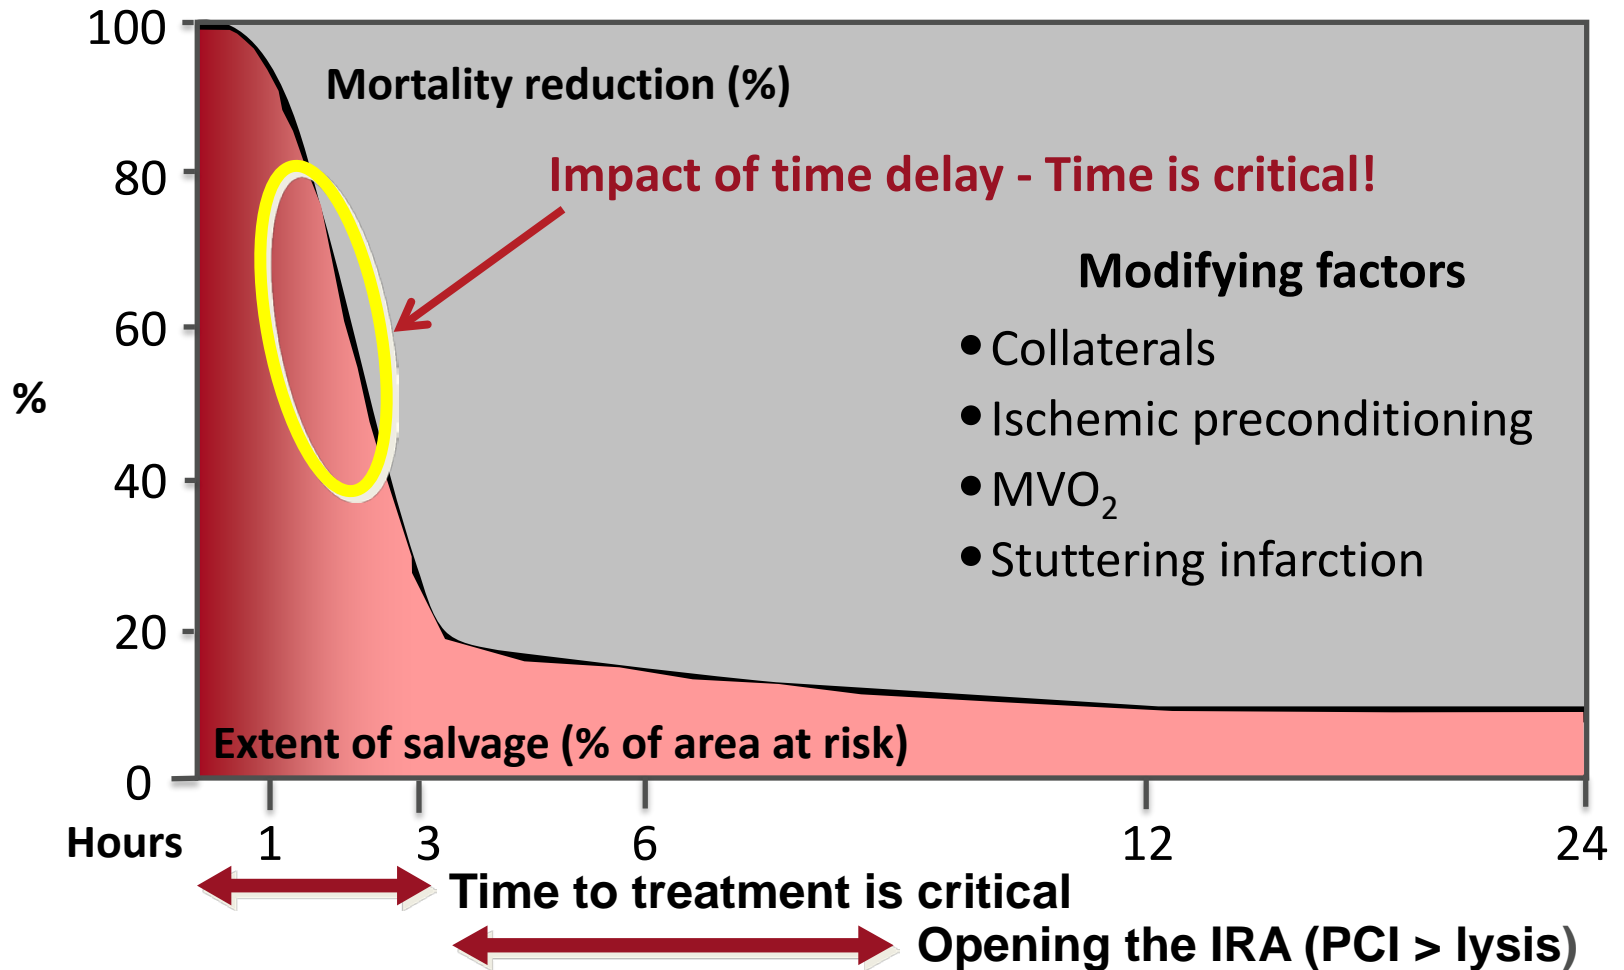 100
Mortality reduction (%)
Impact of time delay - Time is critical!
80
Modifying factors
60
• Collaterals
%
• Ischemic preconditioning
40
• MVO₂
• Stuttering infarction
20
Extent of salvage (% of area at risk)
0
Hours 1 3 6 12 24
Time to treatment is critical
Opening the IRA (PCI > lysis)